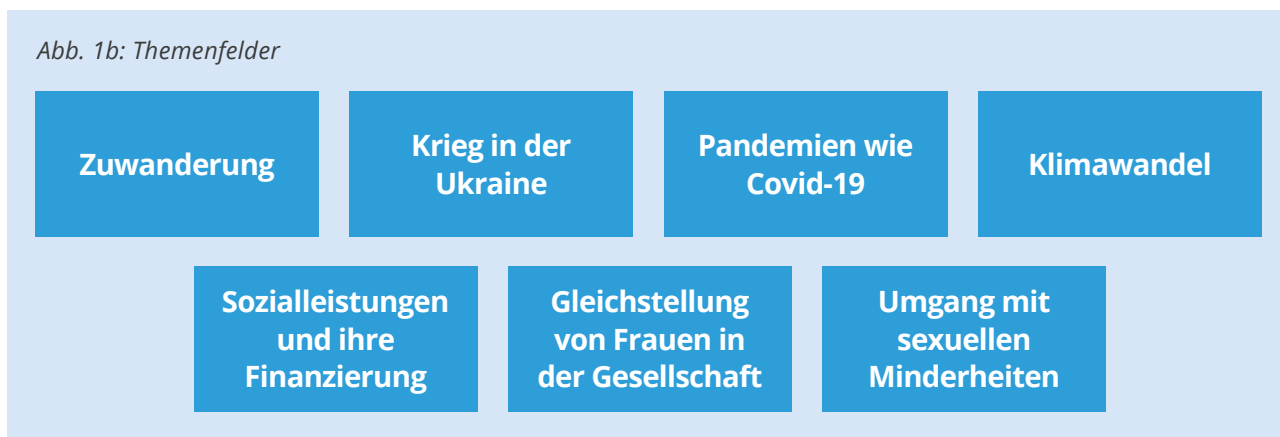 Abb. 1b: Themenfelder
Zuwanderung
Krieg in der
Ukraine
Pandemien wie
Covid-19
Klimawandel
Sozialleistungen
und ihre
Finanzierung
Gleichstellung
von Frauen in
der Gesellschaft
Umgang mit
sexuellen
Minderheiten